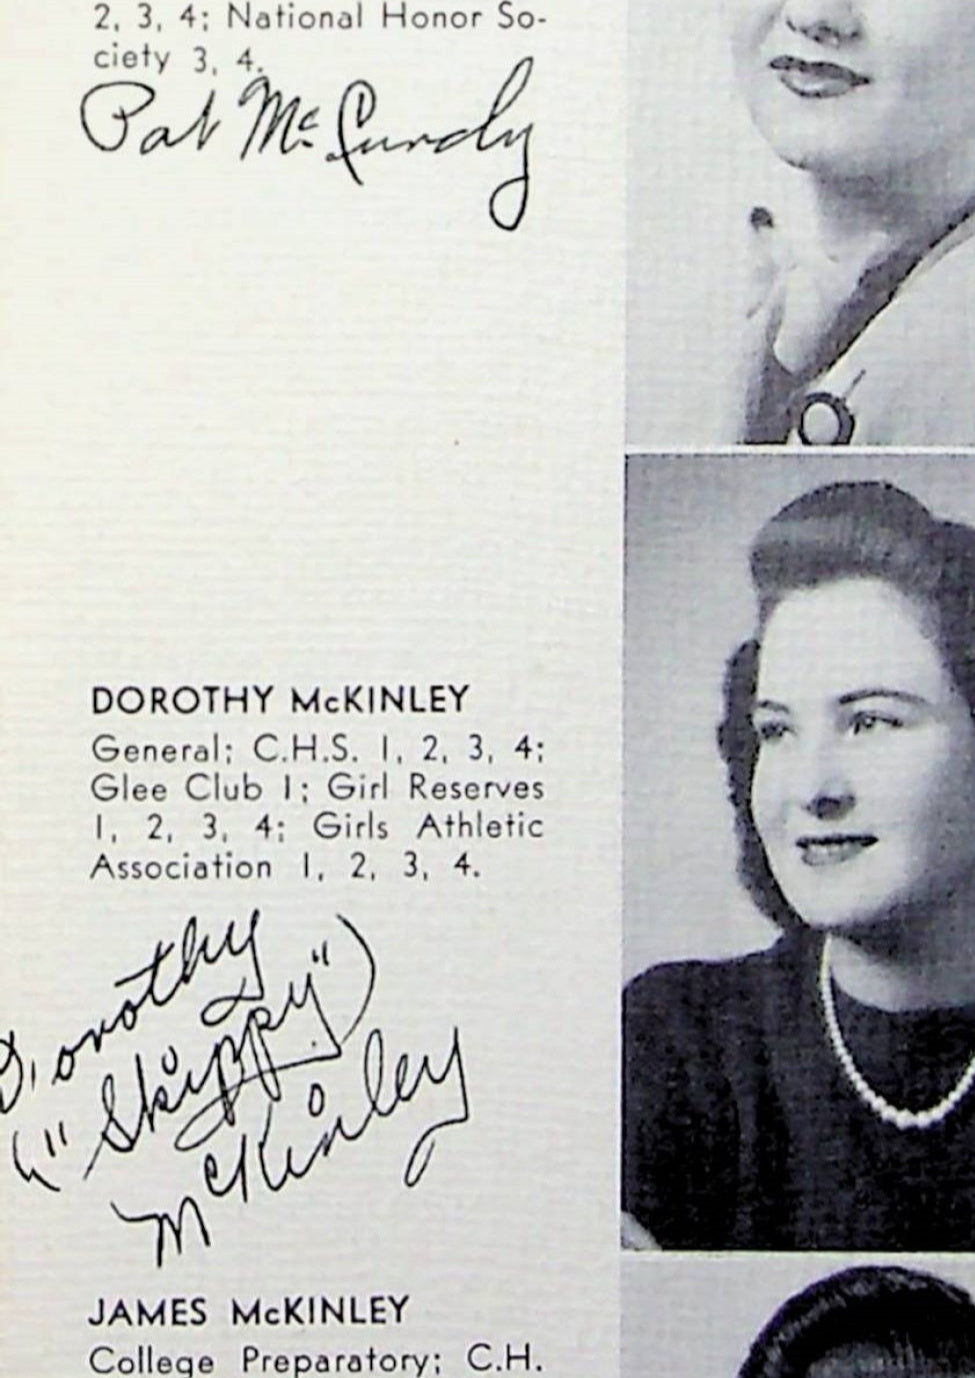 2, 3, 4; National Honor So-
ciety 3, 4.
Pat McCurdy
DOROTHY McKINLEY
General; C.H.S. 1, 2, 3, 4;
Glee Club 1; Girl Reserves
1, 2, 3, 4; Girls Athletic
Association 1, 2, 3, 4.
Dorothy
("Skippy")
McKinley
JAMES McKINLEY
College Preparatory; C.H.